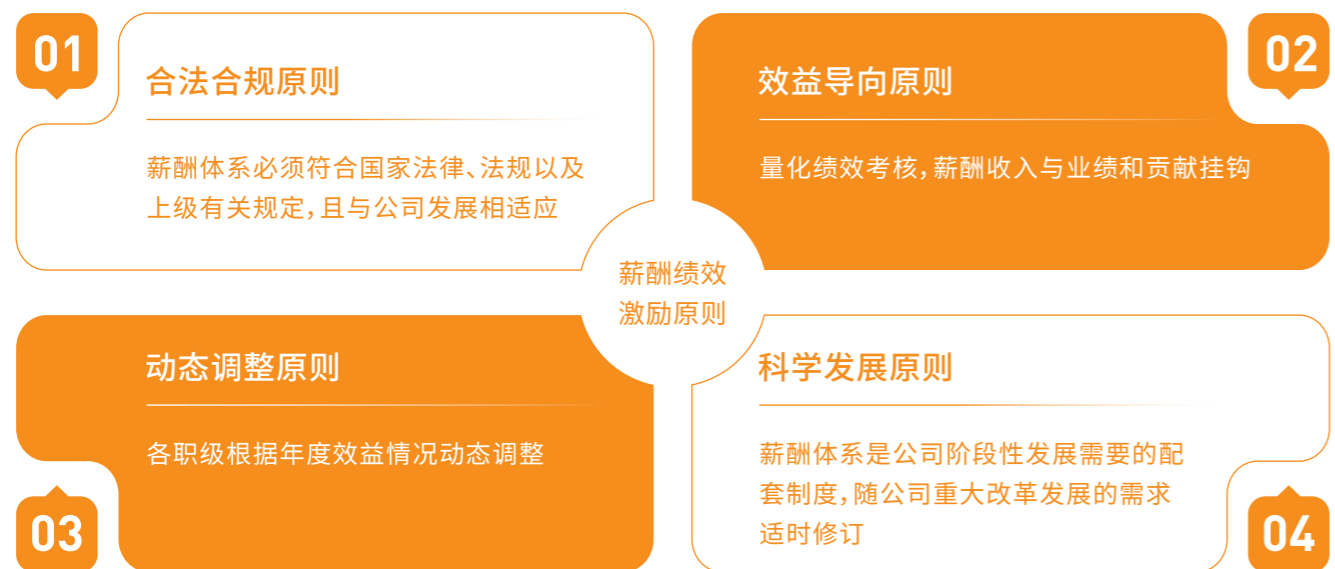 01
合法合规原则
薪酬体系必须符合国家法律、法规以及
上级有关规定,且与公司发展相适应
02
效益导向原则
量化绩效考核,薪酬收入与业绩和贡献挂钩
薪酬绩效
激励原则
03
动态调整原则
各职级根据年度效益情况动态调整
04
科学发展原则
薪酬体系是公司阶段性发展需要的配
套制度,随公司重大改革发展的需求
适时修订